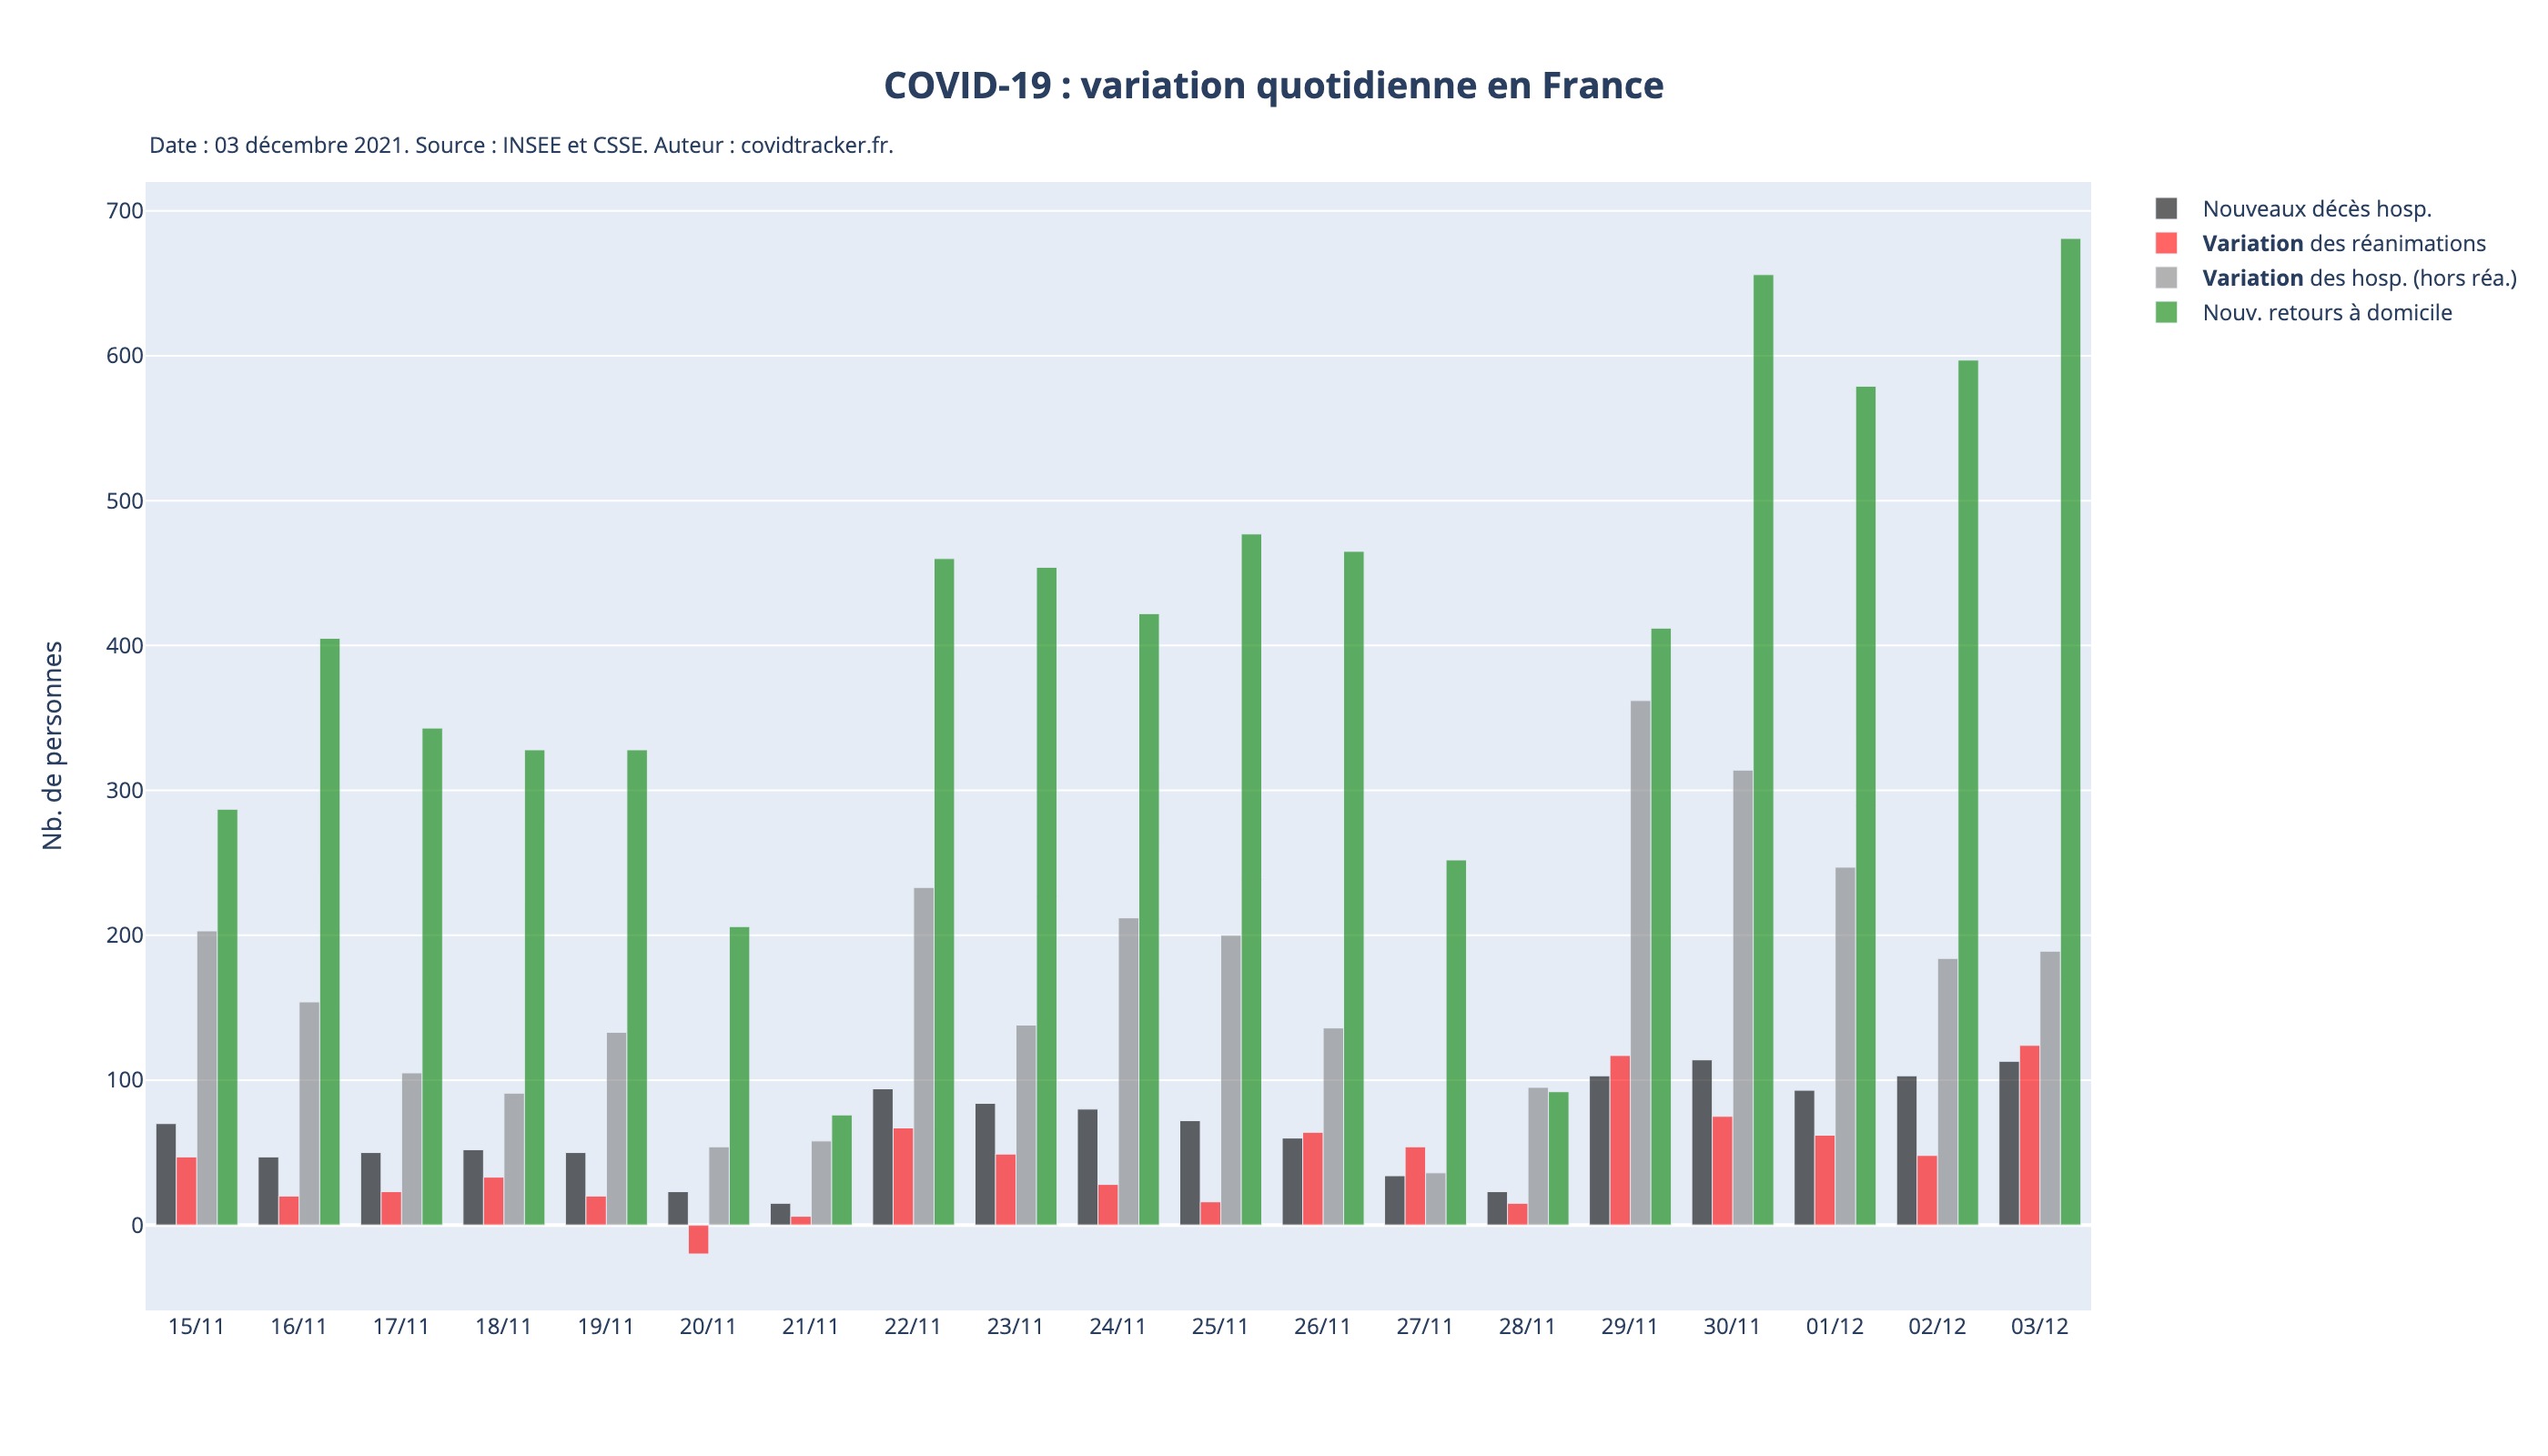 COVID-19 : variation quotidienne en France
Date : 03 décembre 2021. Source : INSEE et CSSE. Auteur : covidtracker.fr.
Nouveaux décès hosp.
Variation des réanimations
Variation des hosp. (hors réa.)
Nouv. retours à domicile
Nb. de personnes
700
600
500
400
300
200
100
0
15/11 16/11 17/11 18/11 19/11 20/11 21/11 22/11 23/11 24/11 25/11 26/11 27/11 28/11 29/11 30/11 01/12 02/12 03/12